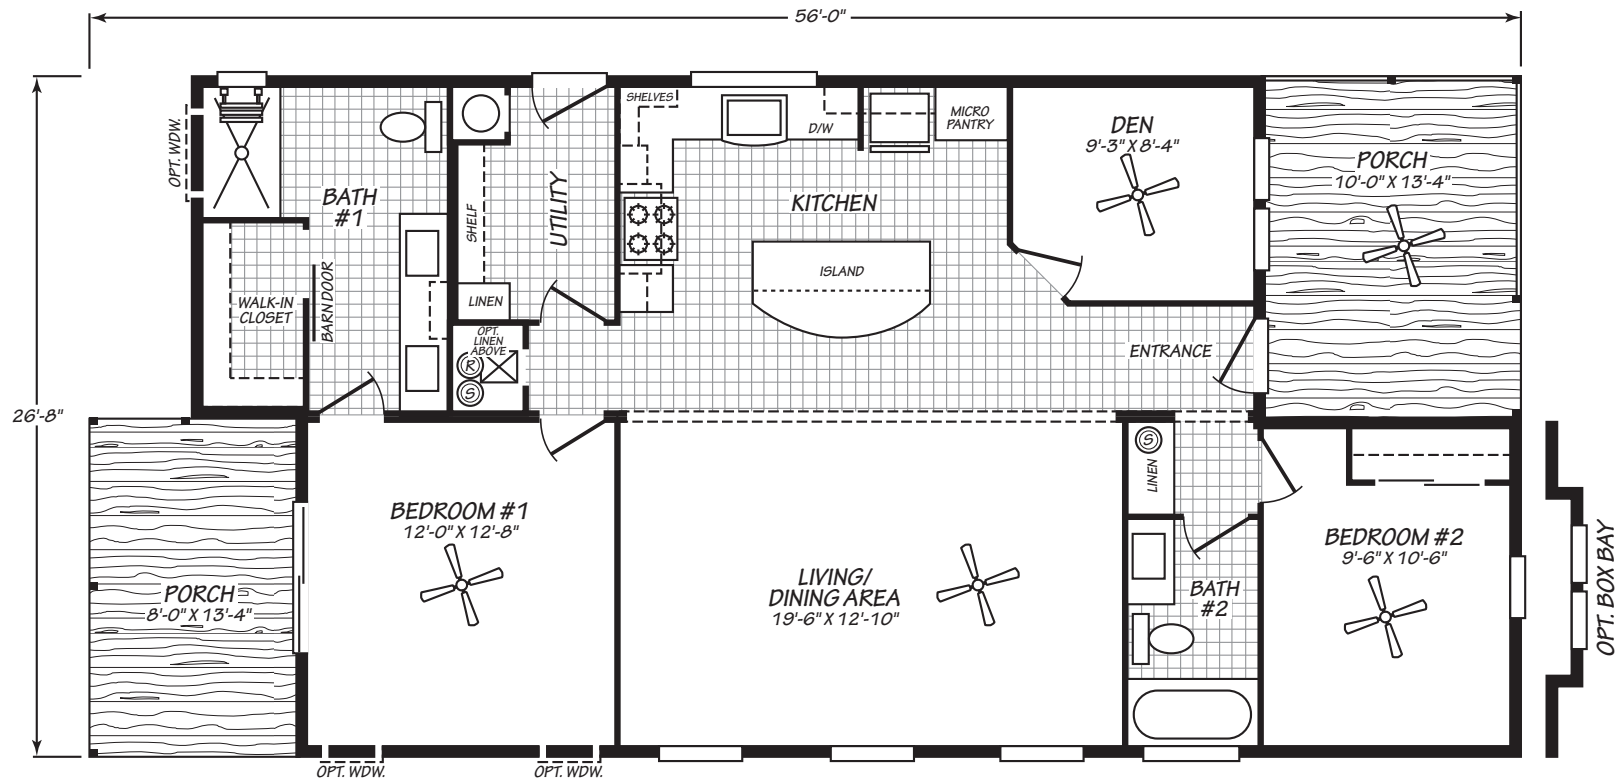 56'-0"
26'-8"
OPT. WDW.
BATH
#1
WALK-IN
CLOSET
BARN DOOR
SHELF
UTILITY
LINEN
OPT.
LINEN
ABOVE
R
S
SHELVES
D/W
MICRO
PANTRY
KITCHEN
ISLAND
DEN
9'-3" X 8'-4"
PORCH
10'-0" X 13'-4"
ENTRANCE
PORCH
8'-0" X 13'-4"
BEDROOM #1
12'-0" X 12'-8"
LIVING/
DINING AREA
19'-6" X 12'-10"
S
LINEN
BATH
#2
BEDROOM #2
9'-6" X 10'-6"
OPT. BOX BAY
OPT. WDW.
OPT. WDW.